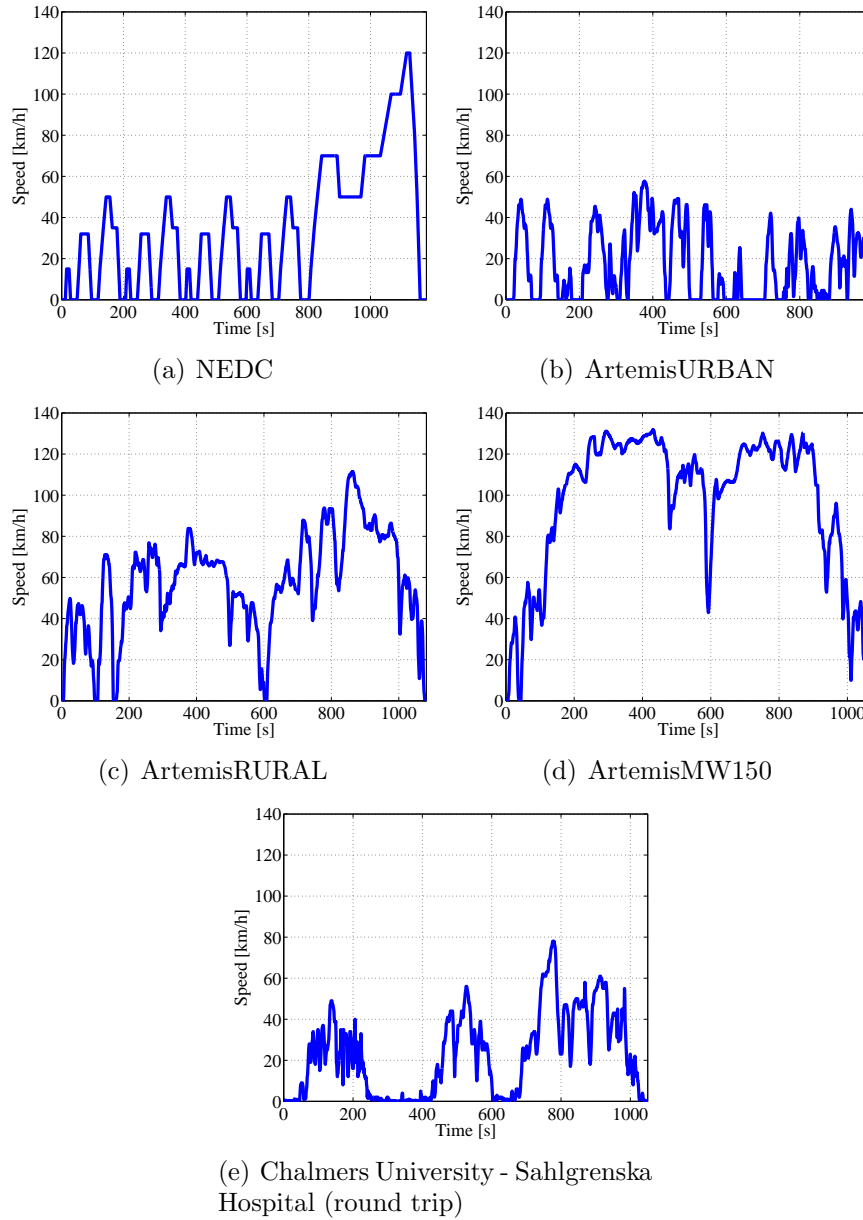 140
120
100
80
60
40
20
0
Speed [km/h]
0 200 400 600 800 1000
Time [s]
(a) NEDC
140
120
100
80
60
40
20
0
Speed [km/h]
0 200 400 600 800
Time [s]
(b) ArtemisURBAN
140
120
100
80
60
40
20
0
Speed [km/h]
0 200 400 600 800 1000
Time [s]
(c) ArtemisRURAL
140
120
100
80
60
40
20
0
Speed [km/h]
0 200 400 600 800 1000
Time [s]
(d) ArtemisMW150
140
120
100
80
60
40
20
0
Speed [km/h]
0 200 400 600 800 1000
Time [s]
(e) Chalmers University - Sahlgrenska
Hospital (round trip)